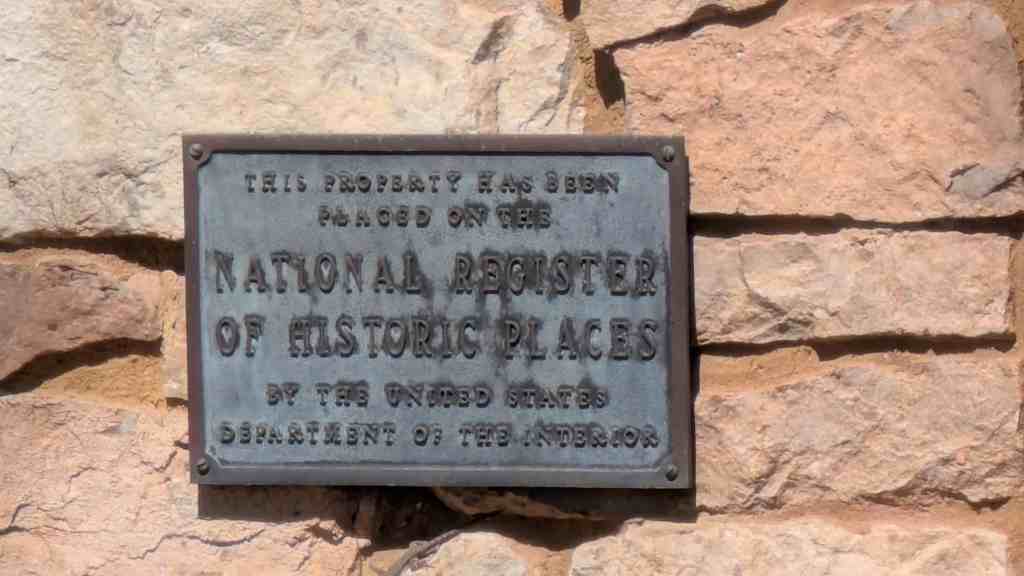 THIS PROPERTY HAS BEEN
PLACED ON THE
NATIONAL REGISTER
OF HISTORIC PLACES
BY THE UNITED STATES
DEPARTMENT OF THE INTERIOR